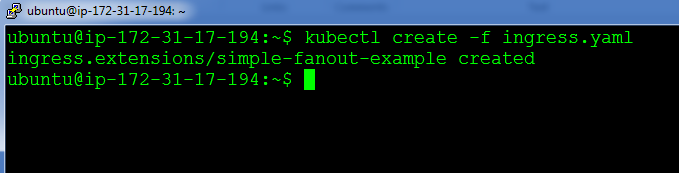 ubuntu@ip-172-31-17-194: ~
ubuntu@ip-172-31-17-194:~$ kubectl create -f ingress.yaml
ingress.extensions/simple-fanout-example created
ubuntu@ip-172-31-17-194:~$